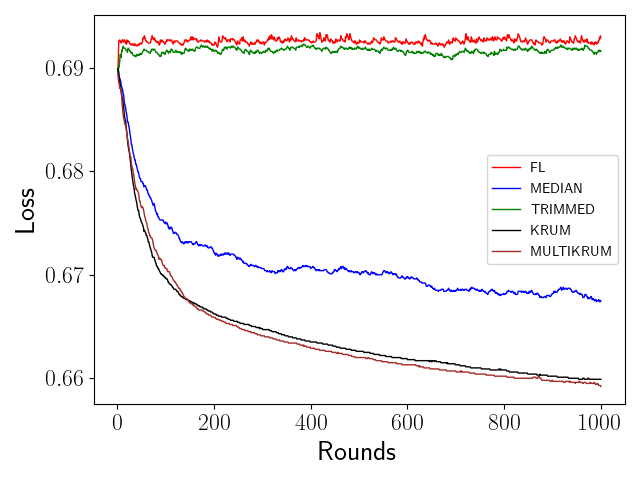 0.69
0.68
0.67
0.66
Loss
0
200
400
600
800
1000
Rounds
FL
MEDIAN
TRIMMED
KRUM
MULTIKRUM